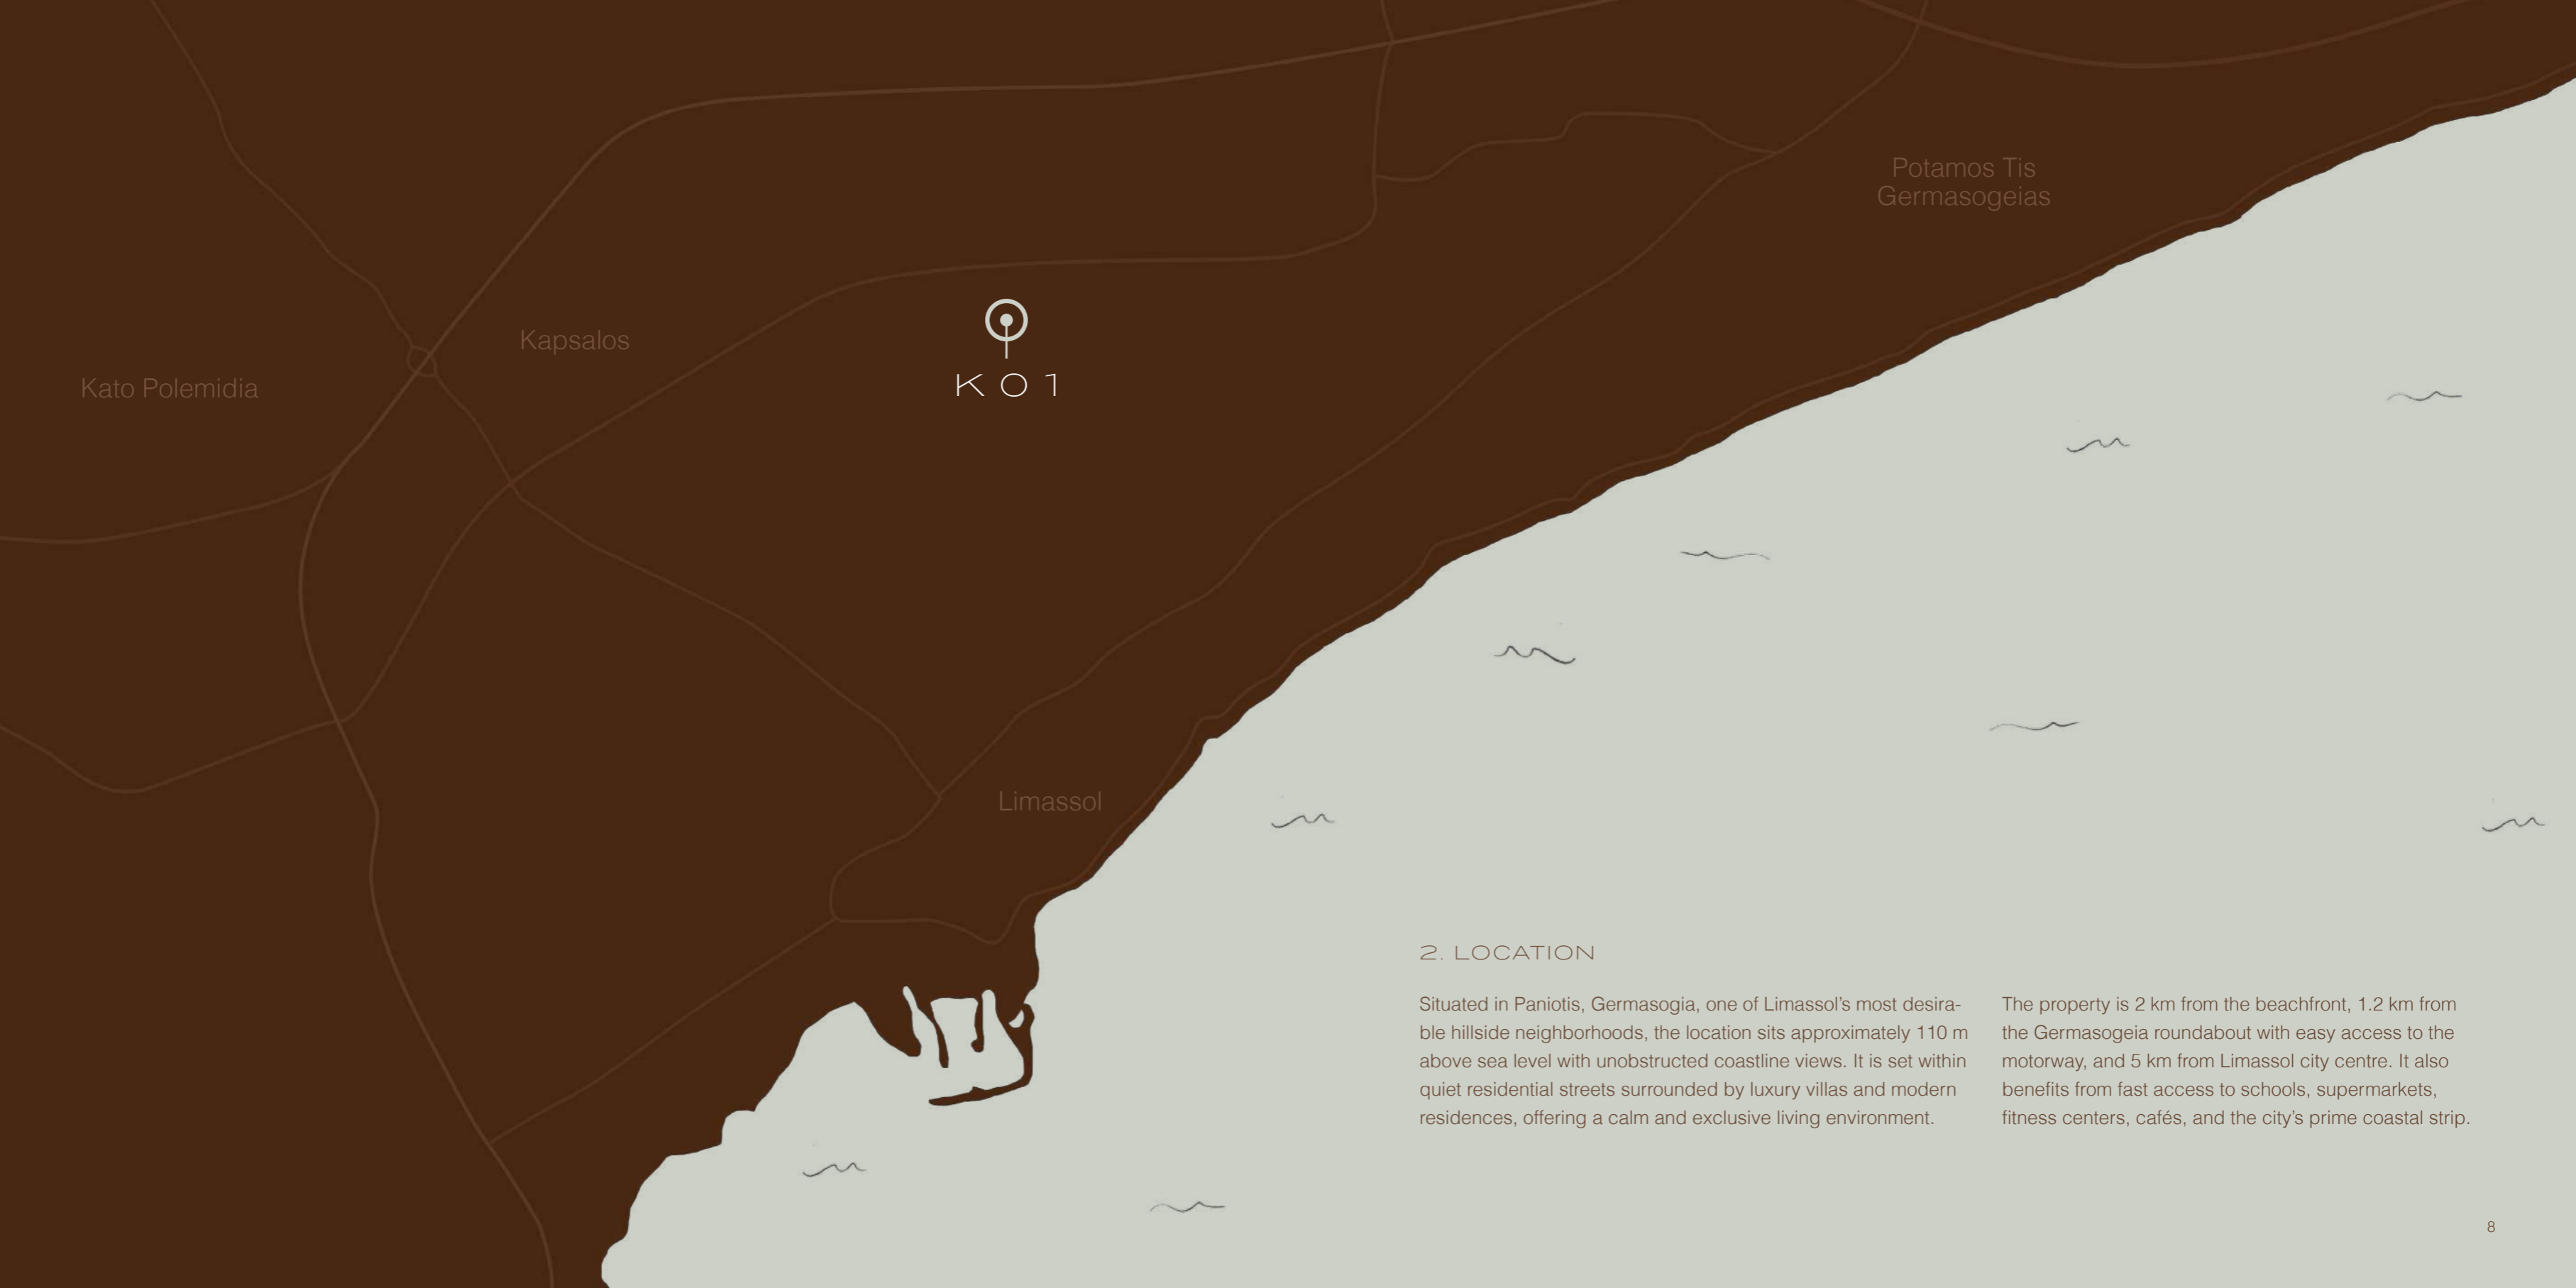 Potamos Tis
Germasogeias
Kapsalos
Kato Polemidia
K01
Limassol
2. LOCATION
Situated in Paniotis, Germasogia, one of Limassol’s most desira-
ble hillside neighborhoods, the location sits approximately 110 m
above sea level with unobstructed coastline views. It is set within
quiet residential streets surrounded by luxury villas and modern
residences, offering a calm and exclusive living environment.
The property is 2 km from the beachfront, 1.2 km from
the Germasogeia roundabout with easy access to the
motorway, and 5 km from Limassol city centre. It also
benefits from fast access to schools, supermarkets,
fitness centers, cafés, and the city’s prime coastal strip.
8